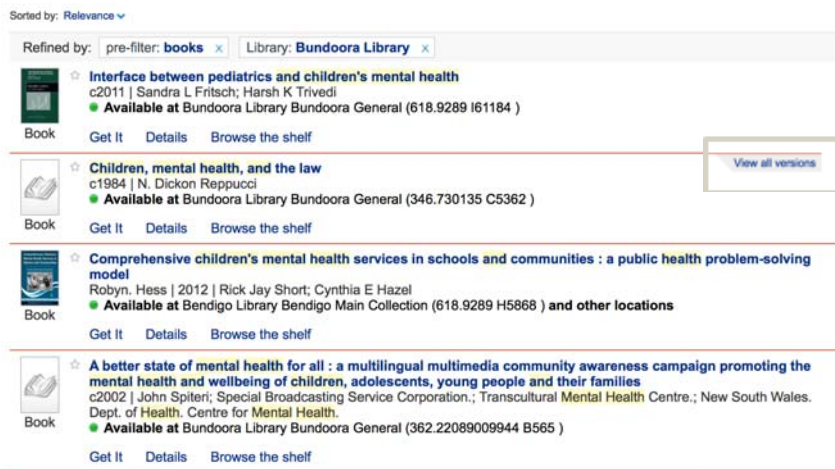 Sorted by: Relevance
Refined by: pre-filter: books x Library: Bundoora Library x
Interface between pediatrics and children's mental health
c2011 | Sandra L Fritsch; Harsh K Trivedi
Available at Bundoora Library Bundoora General (618.9289 I61184 )
Book
Get It Details Browse the shelf
View all versions
Children, mental health, and the law
c1984 | N. Dickon Reppucci
Available at Bundoora Library Bundoora General (346.730135 C5362 )
Book
Get It Details Browse the shelf
Comprehensive children's mental health services in schools and communities : a public health problem-solving
model
Robyn. Hess | 2012 | Rick Jay Short; Cynthia E Hazel
Available at Bendigo Library Bendigo Main Collection (618.9289 H5868 ) and other locations
Book
Get It Details Browse the shelf
A better state of mental health for all : a multilingual multimedia community awareness campaign promoting the
mental health and wellbeing of children, adolescents, young people and their families
c2002 | John Spiteri; Special Broadcasting Service Corporation.; Transcultural Mental Health Centre.; New South Wales.
Dept. of Health. Centre for Mental Health.
Available at Bundoora Library Bundoora General (362.22089009944 B565 )
Book
Get It Details Browse the shelf